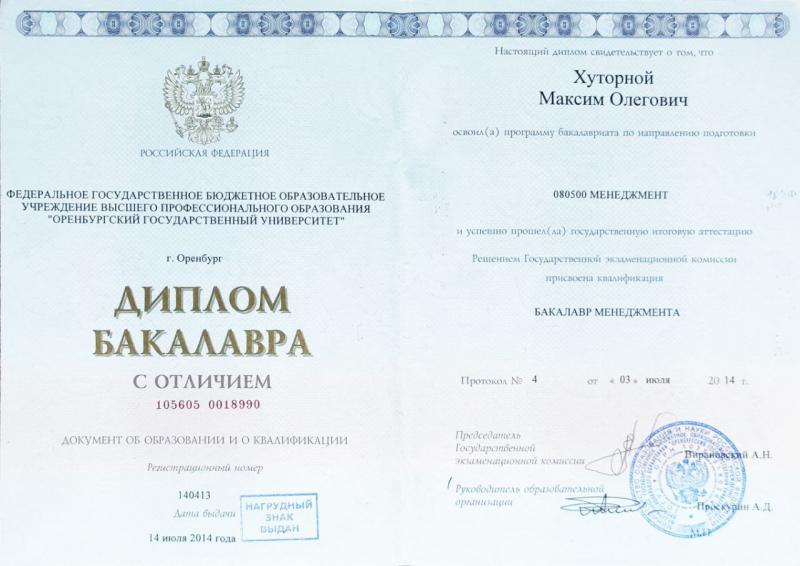 РОССИЙСКАЯ ФЕДЕРАЦИЯ
ФЕДЕРАЛЬНОЕ ГОСУДАРСТВЕННОЕ БЮДЖЕТНОЕ ОБРАЗОВАТЕЛЬНОЕ
УЧРЕЖДЕНИЕ ВЫСШЕГО ПРОФЕССИОНАЛЬНОГО ОБРАЗОВАНИЯ
"ОРЕНБУРГСКИЙ ГОСУДАРСТВЕННЫЙ УНИВЕРСИТЕТ"
г. Оренбург
ДИПЛОМ
БАКАЛАВРА
С ОТЛИЧИЕМ
105605 0018990
ДОКУМЕНТ ОБ ОБРАЗОВАНИИ И О КВАЛИФИКАЦИИ
Регистрационный номер
140413
Дата выдачи
14 июля 2014 года
НАГРУДНЫЙ
ЗНАК
ВЫДАН
Настоящий диплом свидетельствует о том, что
Хуторной
Максим Олегович
освоил(а) программу бакалавриата по направлению подготовки
080500 МЕНЕДЖМЕНТ
и успешно прошел(ла) государственную итоговую аттестацию
Решением Государственной экзаменационной комиссии
присвоена квалификация
БАКАЛАВР МЕНЕДЖМЕНТА
Протокол № 4 от «03» июля 2014 г.
Председатель
Государственной
экзаменационной комиссии
Вирановский А.Н.
Руководитель образовательной
организации
Проскурин А.Д.